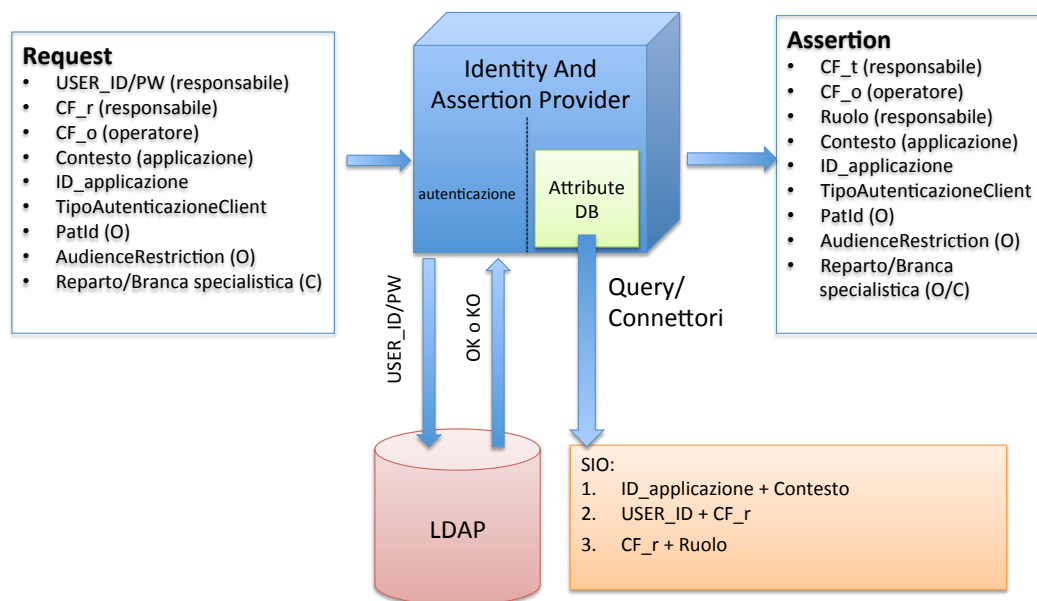 Request
• USER_ID/PW (responsabile)
• CF_r (responsabile)
• CF_o (operatore)
• Contesto (applicazione)
• ID_applicazione
• TipoAutenticazioneClient
• PatId (O)
• AudienceRestriction (O)
• Reparto/Branca specialistica (C)
Identity And
Assertion Provider
autenticazione
Attribute
DB
Assertion
• CF_t (responsabile)
• CF_o (operatore)
• Ruolo (responsabile)
• Contesto (applicazione)
• ID_applicazione
• TipoAutenticazioneClient
• PatId (O)
• AudienceRestriction (O)
• Reparto/Branca
specialistica (O/C)
USER_ID/PW
OK o KO
Query/
Connettori
LDAP
SIO:
1. ID_applicazione + Contesto
2. USER_ID + CF_r
3. CF_r + Ruolo